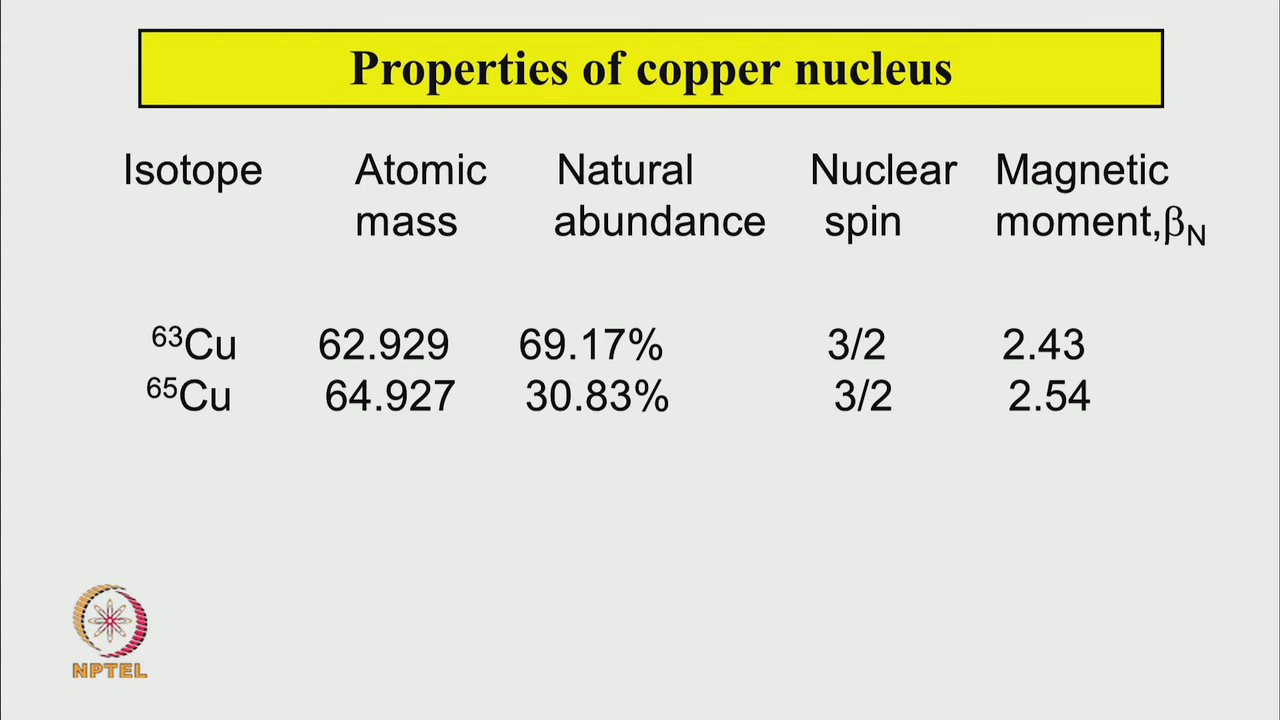 Properties of copper nucleus
Isotope Atomic mass Natural abundance Nuclear spin Magnetic moment,βN
⁶³Cu 62.929 69.17% 3/2 2.43
⁶⁵Cu 64.927 30.83% 3/2 2.54
NPTEL